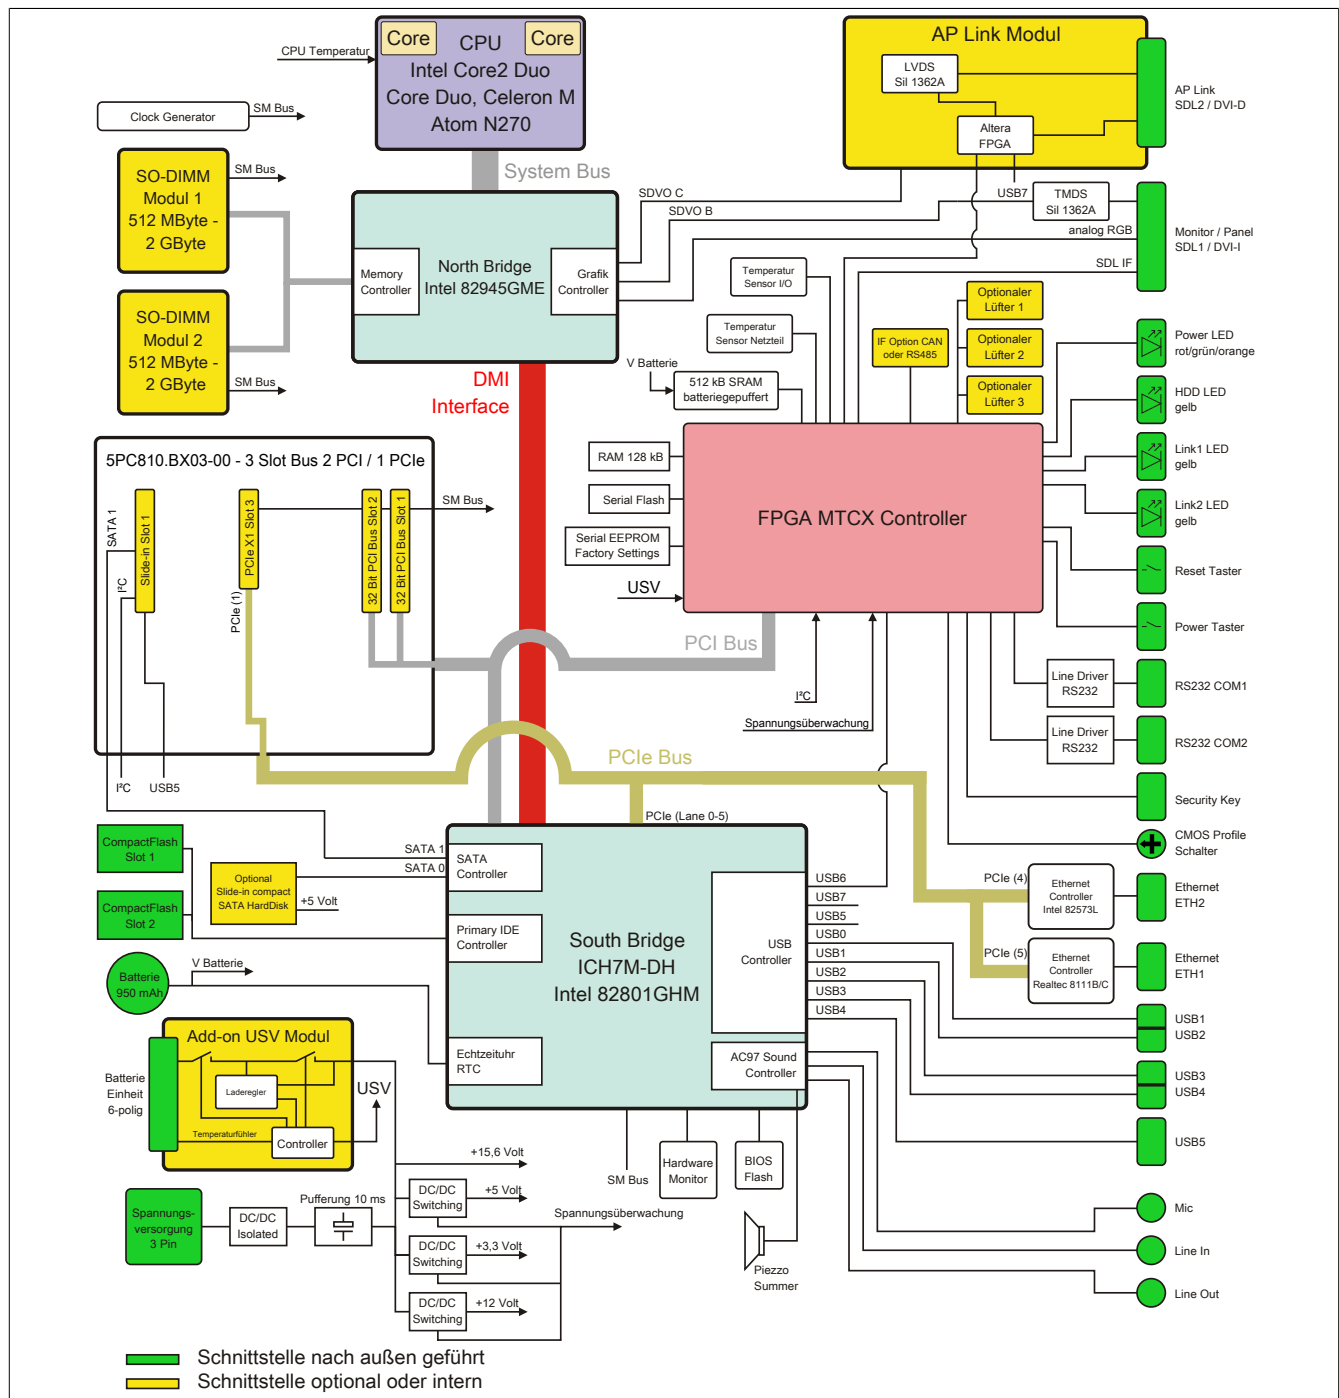 Core
CPU
Core
Intel Core2 Duo
Core Duo, Celeron M
Atom N270
CPU Temperatur
Clock Generator
SM Bus
SO-DIMM
Modul 1
512 MByte -
2 GByte
SM Bus
SO-DIMM
Modul 2
512 MByte -
2 GByte
SM Bus
System Bus
Memory
Controller
North Bridge
Intel 82945GME
Grafik
Controller
DMI
Interface
AP Link Modul
LVDS
Sil 1362A
Altera
FPGA
AP Link
SDL2 / DVI-D
SDVO C
SDVO B
USB7
TMDS
Sil 1362A
analog RGB
SDL IF
Monitor / Panel
SDL1 / DVI-I
Temperatur
Sensor I/O
Temperatur
Sensor Netzteil
V Batterie
512 kB SRAM
batteriegepuffert
IF Option CAN
oder RS485
Optionaler
Lüfter 1
Optionaler
Lüfter 2
Optionaler
Lüfter 3
Power LED
rot/grün/orange
HDD LED
gelb
Link1 LED
gelb
Link2 LED
gelb
Reset Taster
Power Taster
RAM 128 kB
Serial Flash
Serial EEPROM
Factory Settings
USV
FPGA MTCX Controller
5PC810.BX03-00 - 3 Slot Bus 2 PCI / 1 PCIe
SATA 1
I²C
Slide-in Slot 1
PCIe X1 Slot 3
PCIe (1)
32 Bit PCI Bus Slot 2
32 Bit PCI Bus Slot 1
SM Bus
I²C
USB5
PCI Bus
I²C
Spannungsüberwachung
Line Driver
RS232
RS232 COM1
Line Driver
RS232
RS232 COM2
Security Key
CMOS Profile
Schalter
PCIe Bus
PCIe (Lane 0-5)
CompactFlash
Slot 1
CompactFlash
Slot 2
Optional
Slide-in compact
SATA HardDisk
+5 Volt
SATA 1
SATA 0
SATA
Controller
Primary IDE
Controller
South Bridge
ICH7M-DH
Intel 82801GHM
USB
Controller
USB6
USB7
USB5
USB0
USB1
USB2
USB3
USB4
AC97 Sound
Controller
Echtzeituhr
RTC
PCIe (4)
Ethernet
Controller
Intel 82573L
Ethernet
ETH2
PCIe (5)
Ethernet
Controller
Realtec 8111B/C
Ethernet
ETH1
USB1
USB2
USB3
USB4
USB5
Batterie
950 mAh
V Batterie
Add-on USV Modul
Laderegler
Temperaturfühler
Controller
Batterie
Einheit
6-polig
USV
+15,6 Volt
DC/DC
Switching
+5 Volt
Spannungsüberwachung
DC/DC
Switching
+3,3 Volt
DC/DC
Switching
+12 Volt
Spannungs-
versorgung
3 Pin
DC/DC
Isolated
Pufferung 10 ms
SM Bus
Hardware
Monitor
BIOS
Flash
Piezzo
Summer
Mic
Line In
Line Out
Schnittstelle nach außen geführt
Schnittstelle optional oder intern